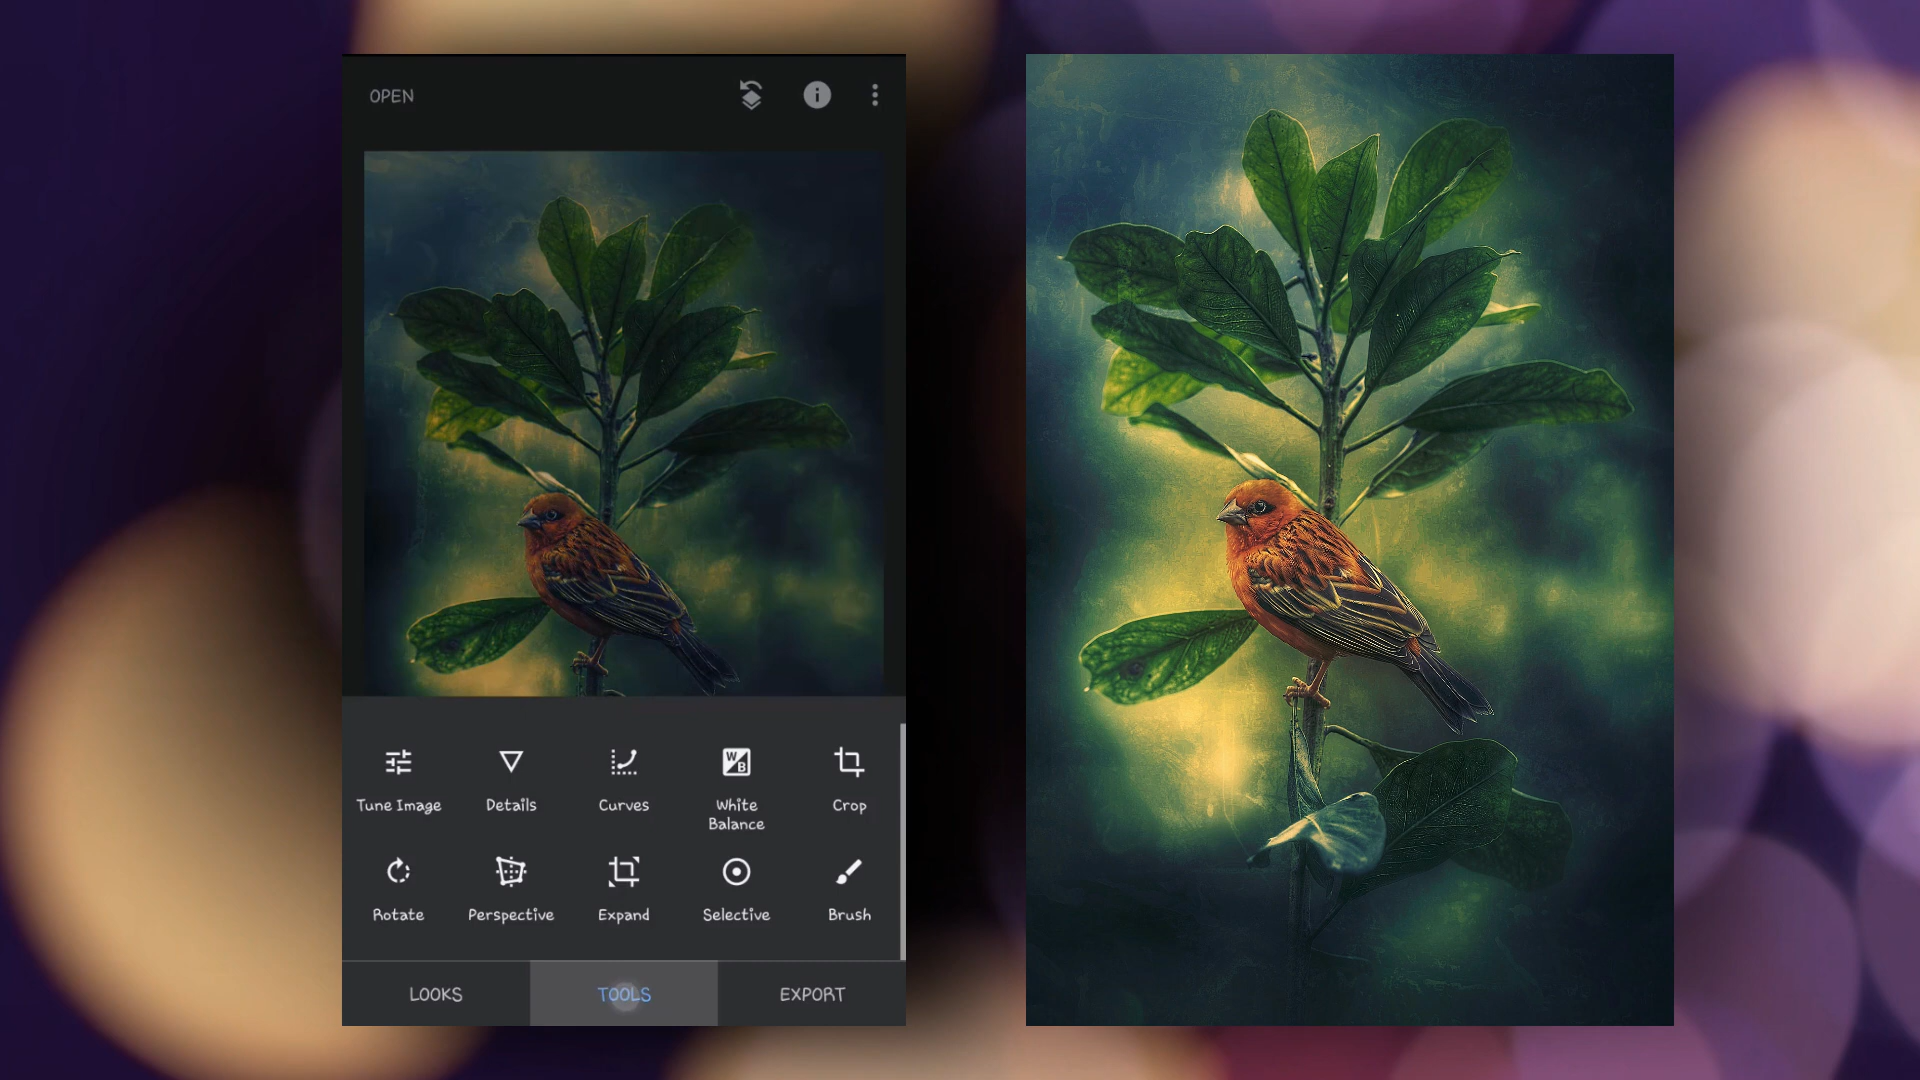 OPEN
Tune Image
Details
Curves
White
Balance
Crop
Rotate
Perspective
Expand
Selective
Brush
LOOKS
TOOLS
EXPORT